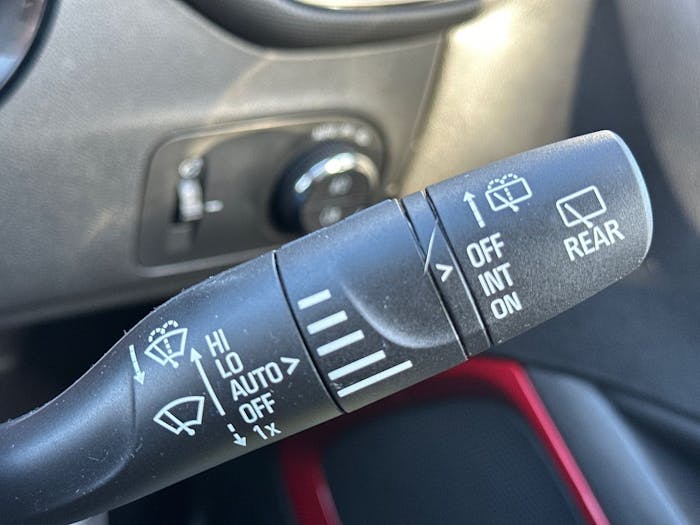 HI
LO
AUTO
OFF
1x
OFF
INT
ON
REAR